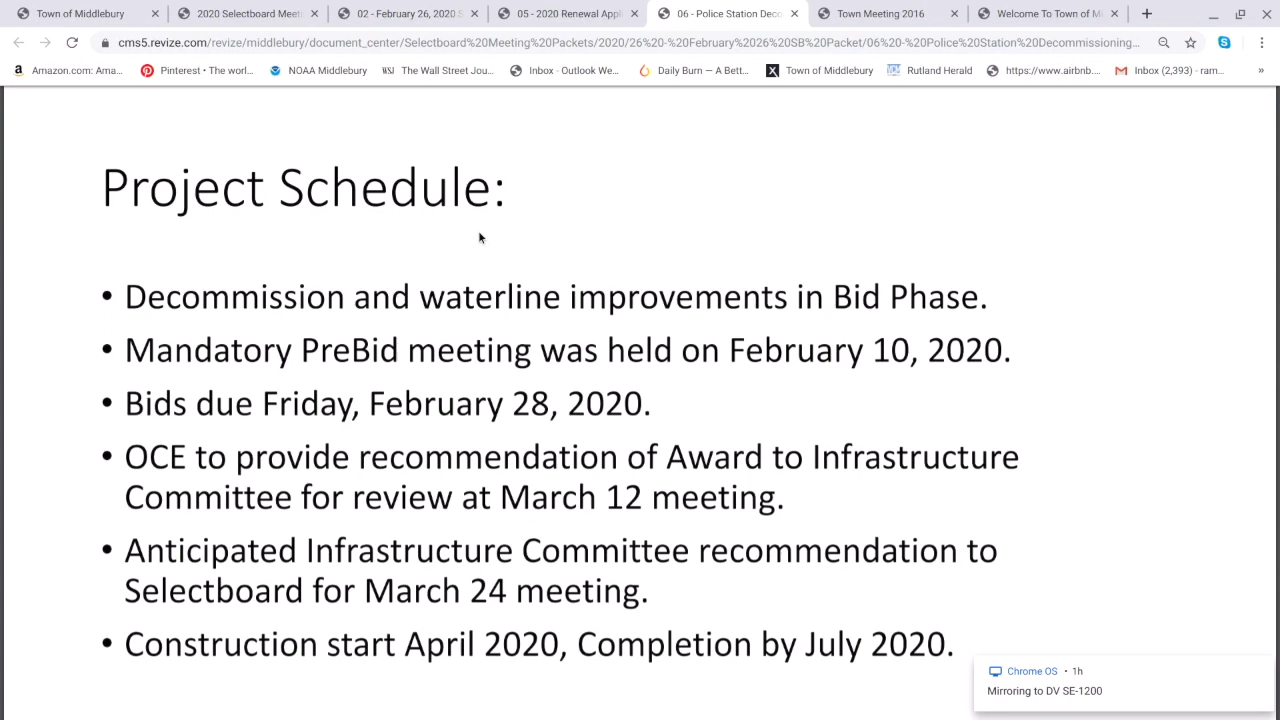 Town of Middlebury
2020 Selectboard Meeti
02 - February 26, 2020 S
05 - 2020 Renewal Appli
06 - Police Station Deco
Town Meeting 2016
Welcome To Town of M
cms5.revize.com/revize/middlebury/document_center/Selectboard%20Meeting%20Packets/2020/26%20-%20February%2026%20SB%20Packet/06%20-%20Police%20Station%20Decommissioning...
Amazon.com: Ama...
Pinterest • The worl...
NOAA Middlebury
WSJ The Wall Street Jou...
Inbox - Outlook We...
Daily Burn — A Bett...
X Town of Middlebury
Rutland Herald
https://www.airbnb....
Inbox (2,393) - ram...
»
Project Schedule:
• Decommission and waterline improvements in Bid Phase.
• Mandatory PreBid meeting was held on February 10, 2020.
• Bids due Friday, February 28, 2020.
• OCE to provide recommendation of Award to Infrastructure
Committee for review at March 12 meeting.
• Anticipated Infrastructure Committee recommendation to
Selectboard for March 24 meeting.
• Construction start April 2020, Completion by July 2020.
Chrome OS • 1h
Mirroring to DV SE-1200